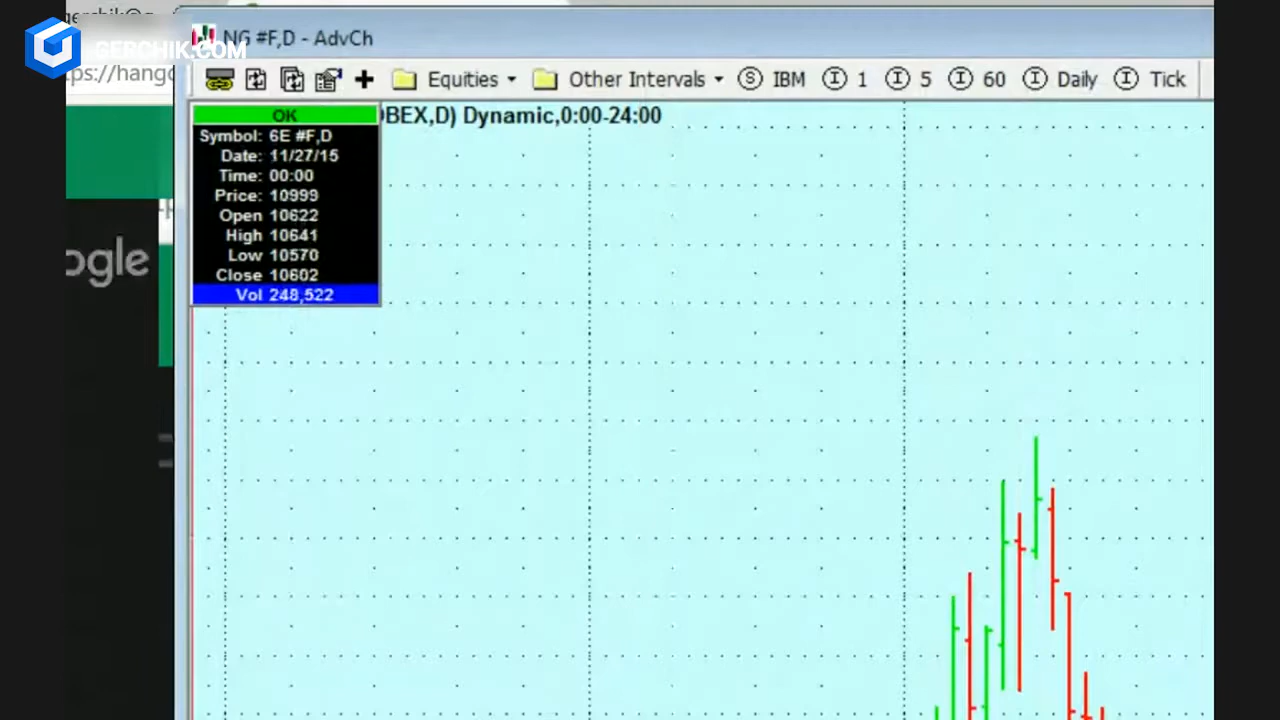 GERCHIK.COM
NG #F,D - AdvCh
Equities
Other Intervals
IBM
1
5
60
Daily
Tick
OK
BEX,D) Dynamic,0:00-24:00
Symbol: 6E #F,D
Date: 11/27/15
Time: 00:00
Price: 10999
Open 10622
High 10641
Low 10570
Close 10602
Vol 248,522
ogle